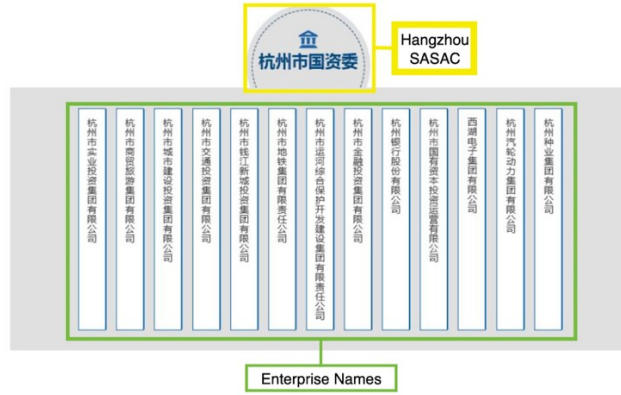 杭州市国资委
Hangzhou
SASAC
杭州市实业投资集团有限公司
杭州市商贸旅游集团有限公司
杭州市城市建设投资集团有限公司
杭州市交通投资集团有限公司
杭州市钱江新城投资集团有限公司
杭州市地铁集团有限责任公司
杭州市运河综合保护开发建设集团有限责任公司
杭州市金融投资集团有限公司
杭州银行股份有限公司
杭州市国有资本投资运营有限公司
西湖电子集团有限公司
杭州汽轮动力集团有限公司
杭州种业集团有限公司
Enterprise Names